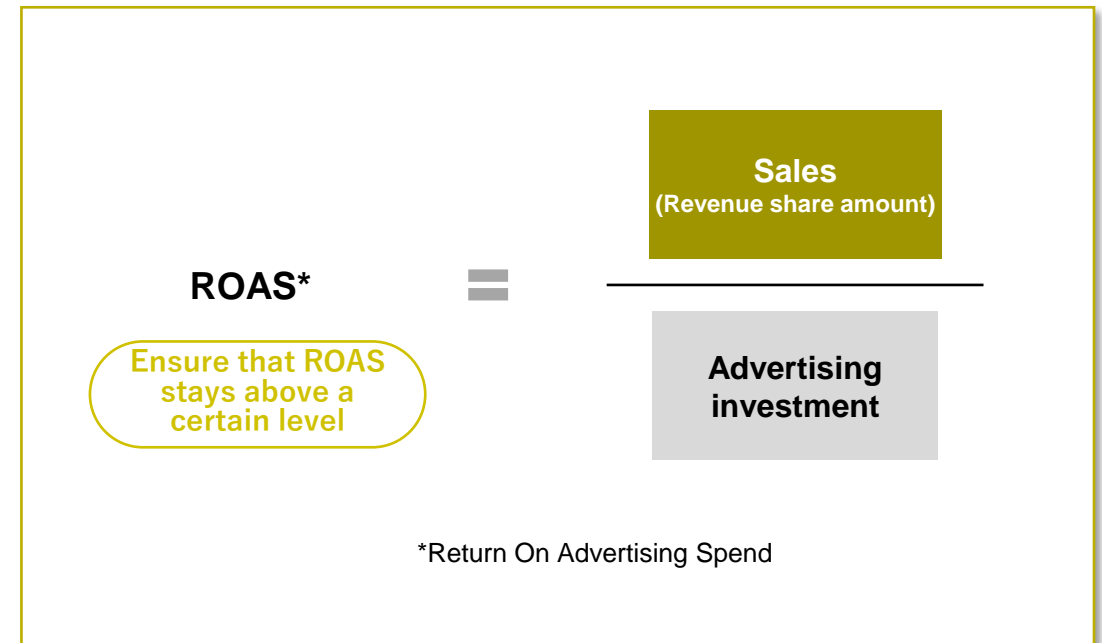 Sales
(Revenue share amount)
ROAS*
=
Ensure that ROAS
stays above a
certain level
Advertising
investment
*Return On Advertising Spend